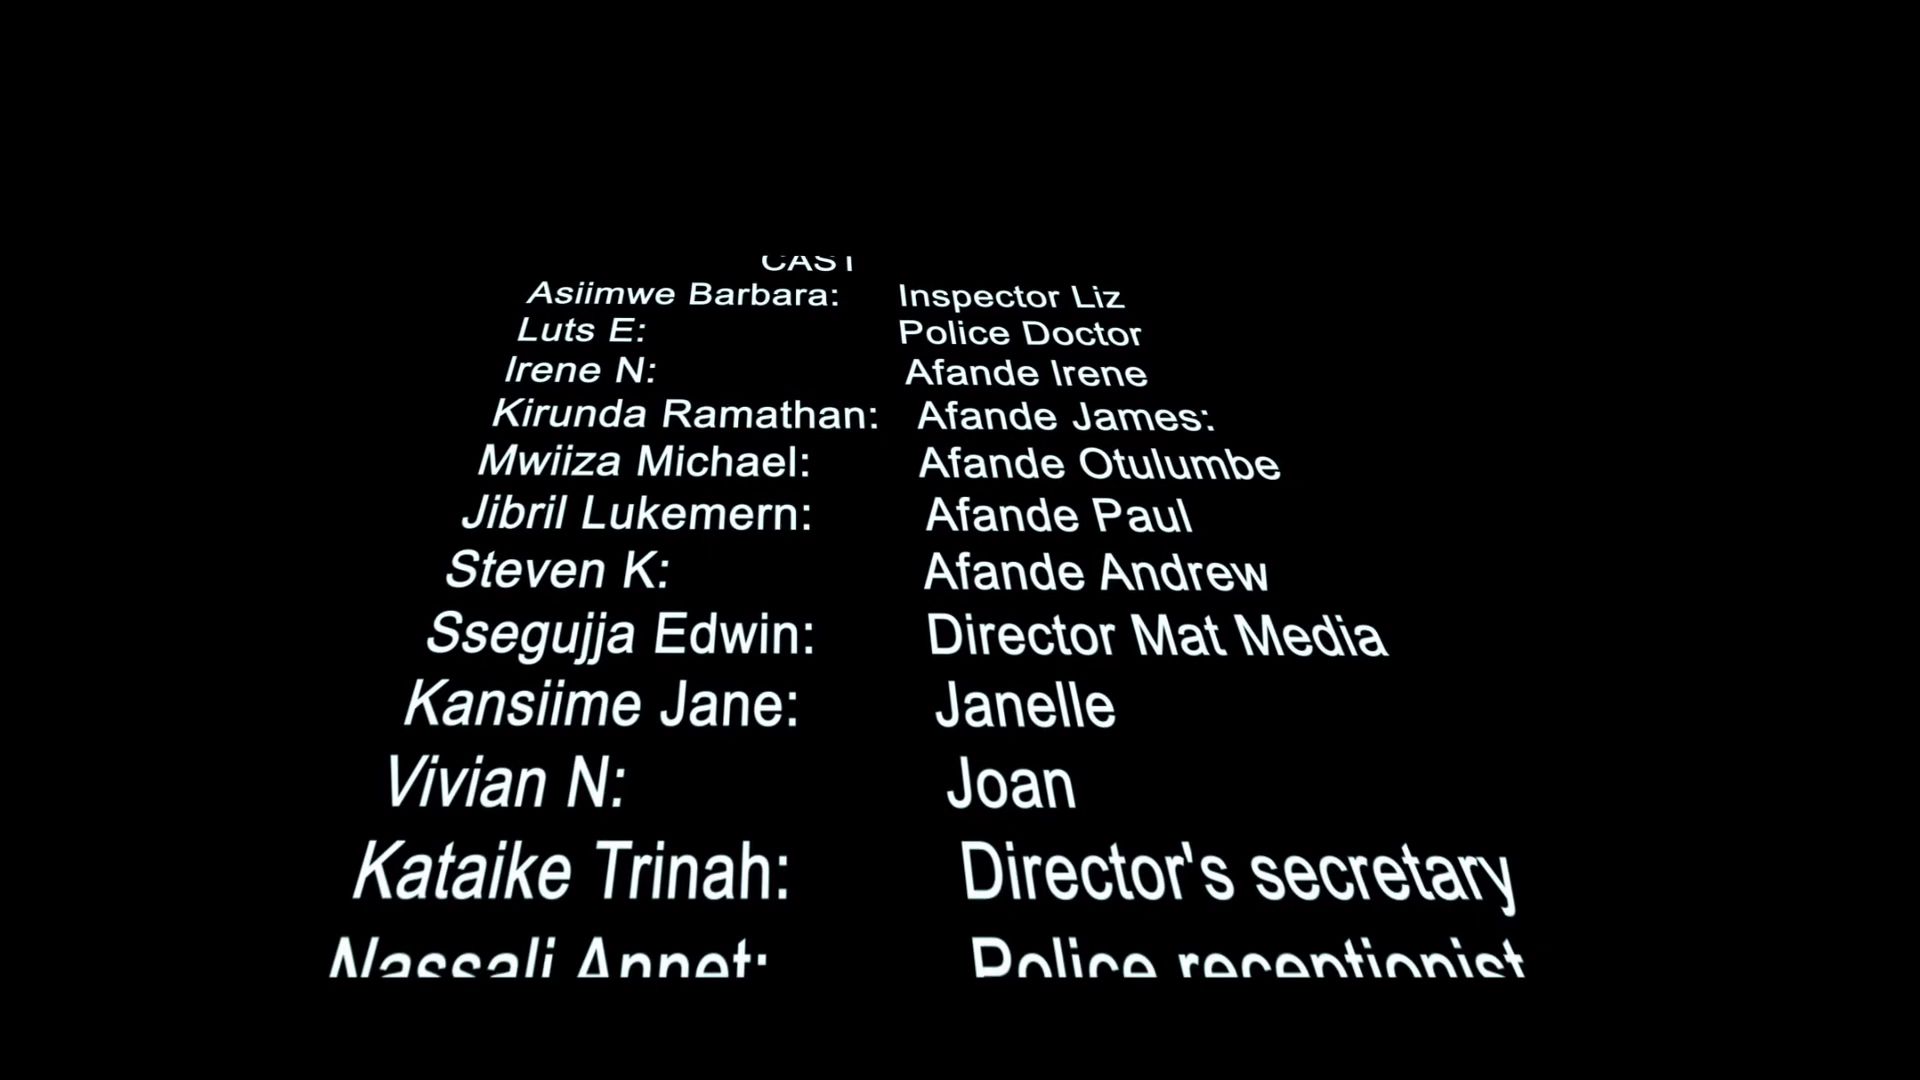 CAST
Asiimwe Barbara: Inspector Liz
Luts E: Police Doctor
Irene N: Afande Irene
Kirunda Ramathan: Afande James:
Mwiiza Michael: Afande Otulumbe
Jibril Lukemern: Afande Paul
Steven K: Afande Andrew
Ssegujja Edwin: Director Mat Media
Kansiime Jane: Janelle
Vivian N: Joan
Kataike Trinah: Director's secretary
Nassali Annet: Police receptionist